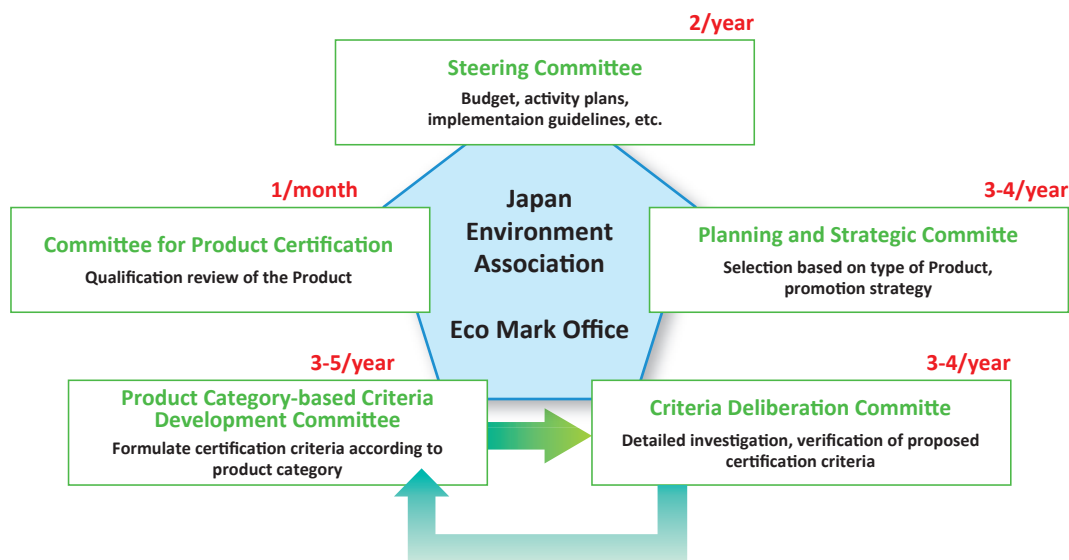 2/year
Steering Committee
Budget, activity plans,
implementaion guidelines, etc.
1/month
Committee for Product Certification
Qualification review of the Product
Japan
Environment
Association
Eco Mark Office
3-4/year
Planning and Strategic Committe
Selection based on type of Product,
promotion strategy
3-5/year
Product Category-based Criteria
Development Committee
Formulate certification criteria according to
product category
3-4/year
Criteria Deliberation Committe
Detailed investigation, verification of proposed
certification criteria